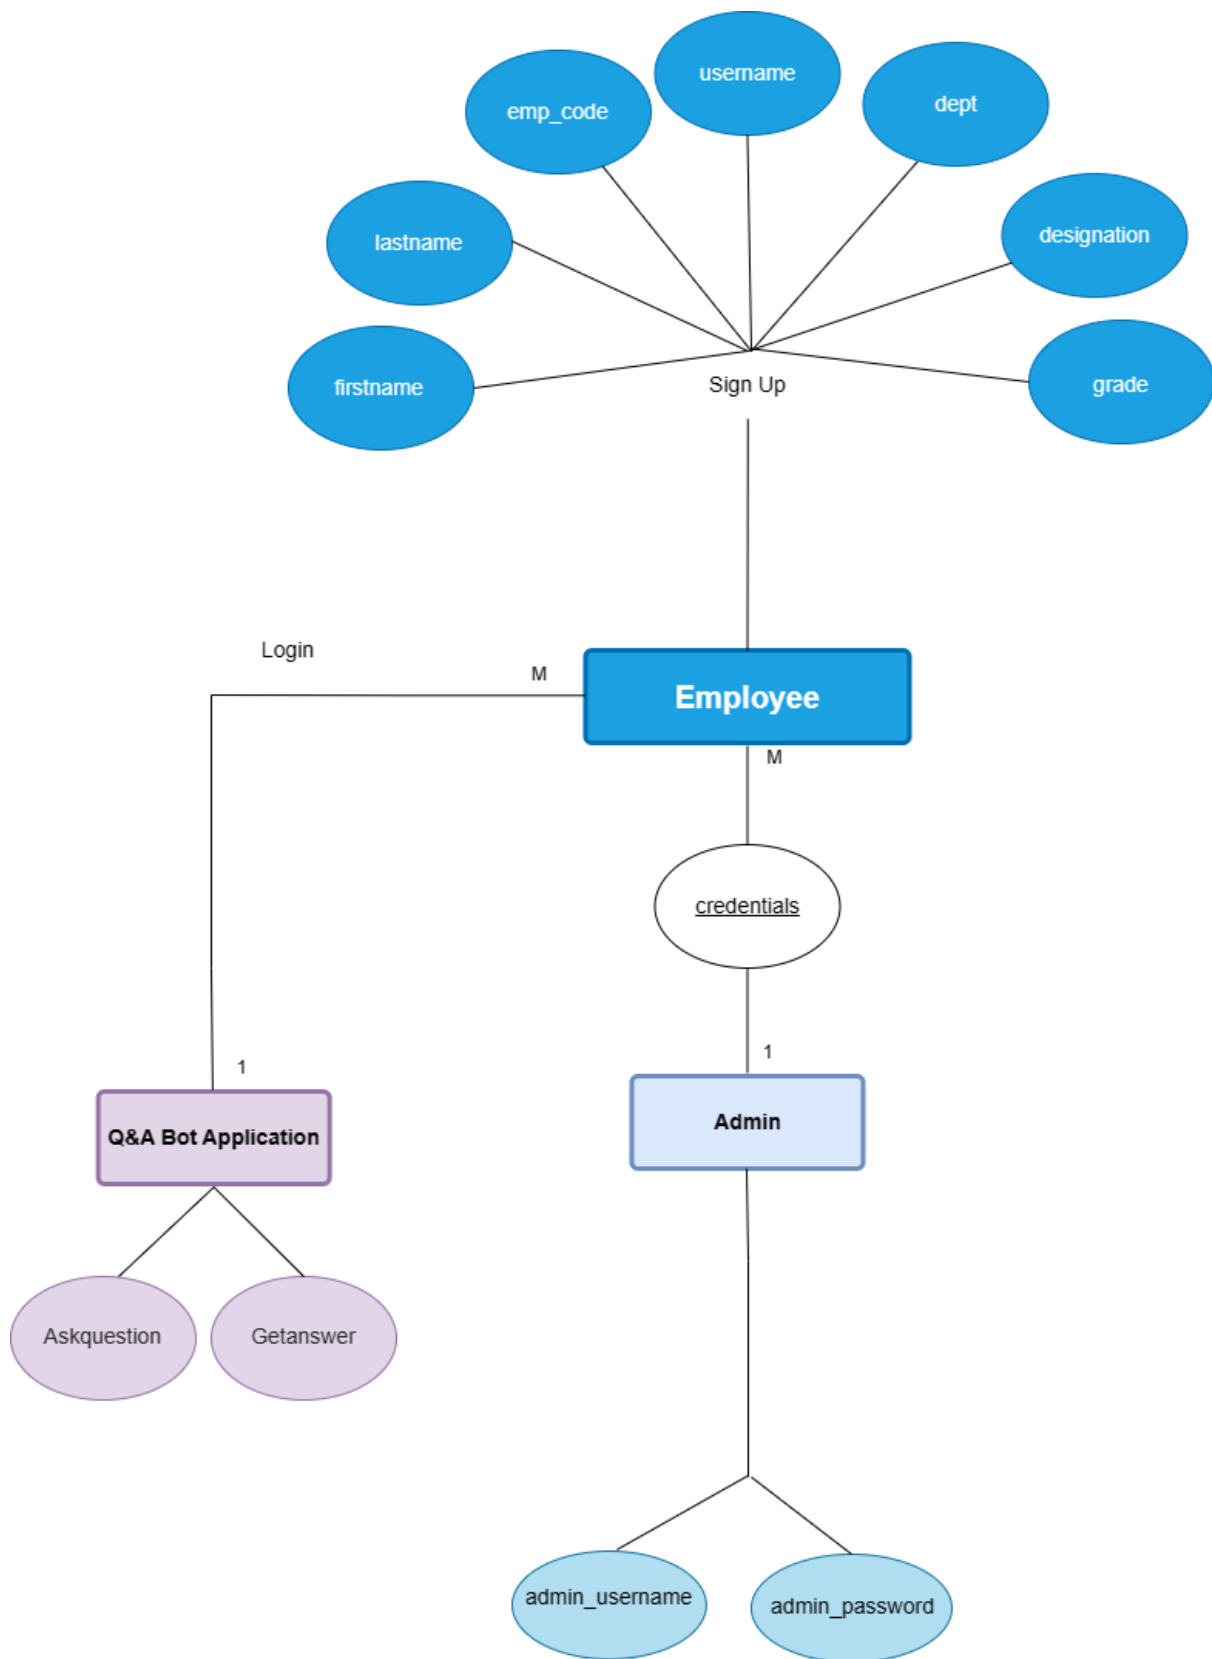 username
dept
emp_code
designation
lastname
grade
firstname
Sign Up
Login
M
Employee
M
credentials
1
1
Admin
Q&A Bot Application
Askquestion
Getanswer
admin_username
admin_password